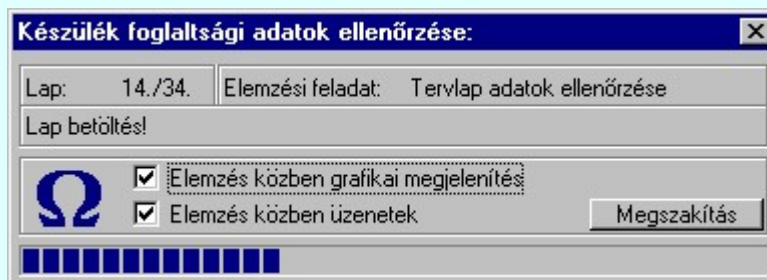 Készülék foglaltsági adatok ellenőrzése:
Lap: 14./34. Elemzési feladat: Tervlap adatok ellenőrzése
Lap betöltés!
Elemzés közben grafikai megjelenítés
Elemzés közben üzenetek Megszakítás